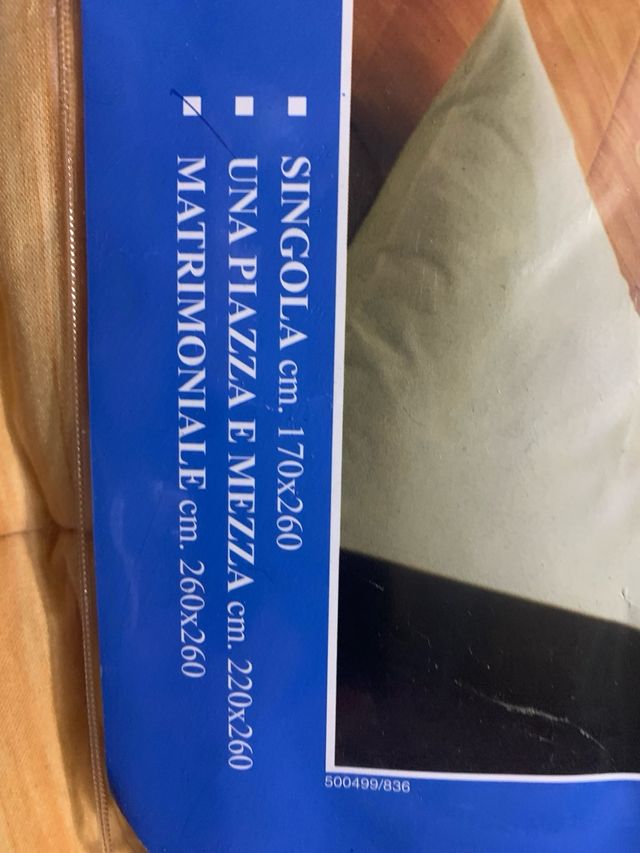 SINGOLA cm. 170x260
UNA PIAZZA E MEZZA cm. 220x260
MATRIMONIALE cm. 260x260
500499/836